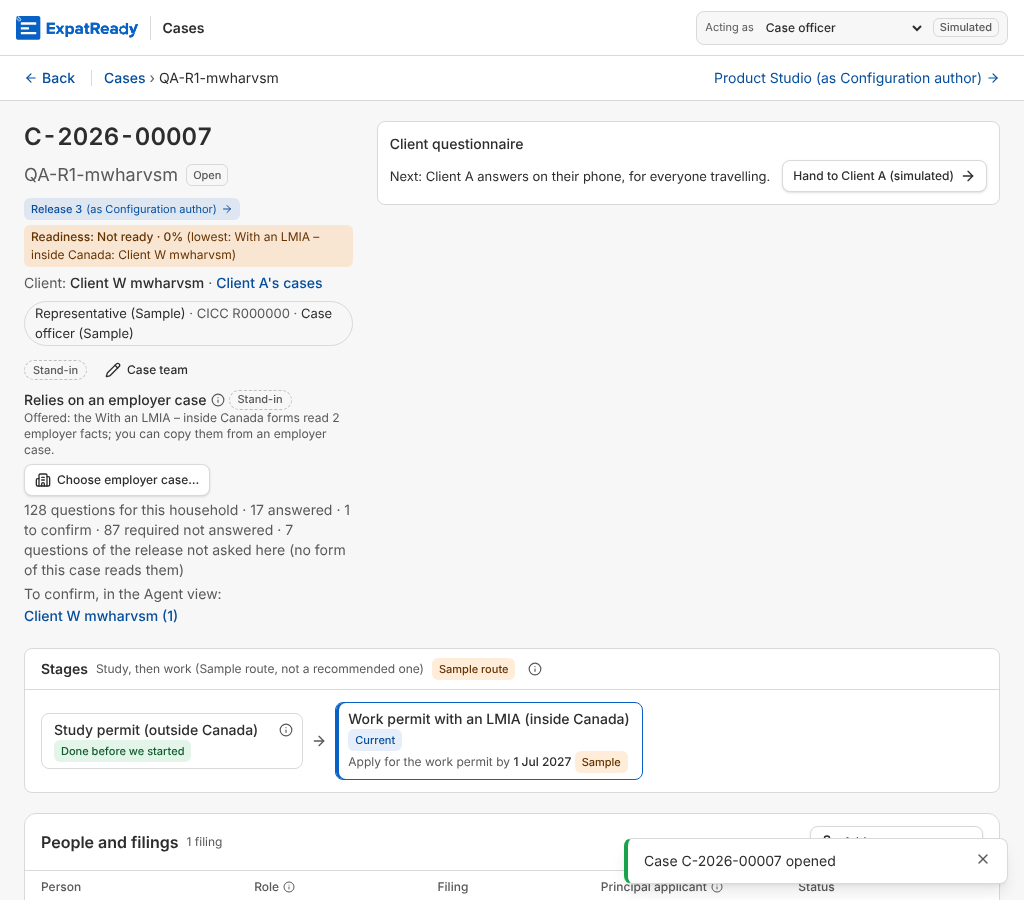 ExpatReady
Cases
Acting as
Case officer
Simulated
Back
Cases › QA-R1-mwharvsm
Product Studio (as Configuration author)
C-2026-00007
QA-R1-mwharvsm
Open
Release 3 (as Configuration author)
Readiness: Not ready · 0% (lowest: With an LMIA –
inside Canada: Client W mwharvsm)
Client: Client W mwharvsm · Client A's cases
Representative (Sample) · CICC R000000 · Case
officer (Sample)
Stand-in
Case team
Relies on an employer case
Stand-in
Offered: the With an LMIA – inside Canada forms read 2
employer facts; you can copy them from an employer
case.
Choose employer case...
128 questions for this household · 17 answered · 1
to confirm · 87 required not answered · 7
questions of the release not asked here (no form
of this case reads them)
To confirm, in the Agent view:
Client W mwharvsm (1)
Client questionnaire
Next: Client A answers on their phone, for everyone travelling.
Hand to Client A (simulated)
Stages
Study, then work (Sample route, not a recommended one)
Sample route
Study permit (outside Canada)
Done before we started
Work permit with an LMIA (inside Canada)
Current
Apply for the work permit by 1 Jul 2027
Sample
People and filings
1 filing
Case C-2026-00007 opened
Person
Role
Filing
Principal applicant
Status